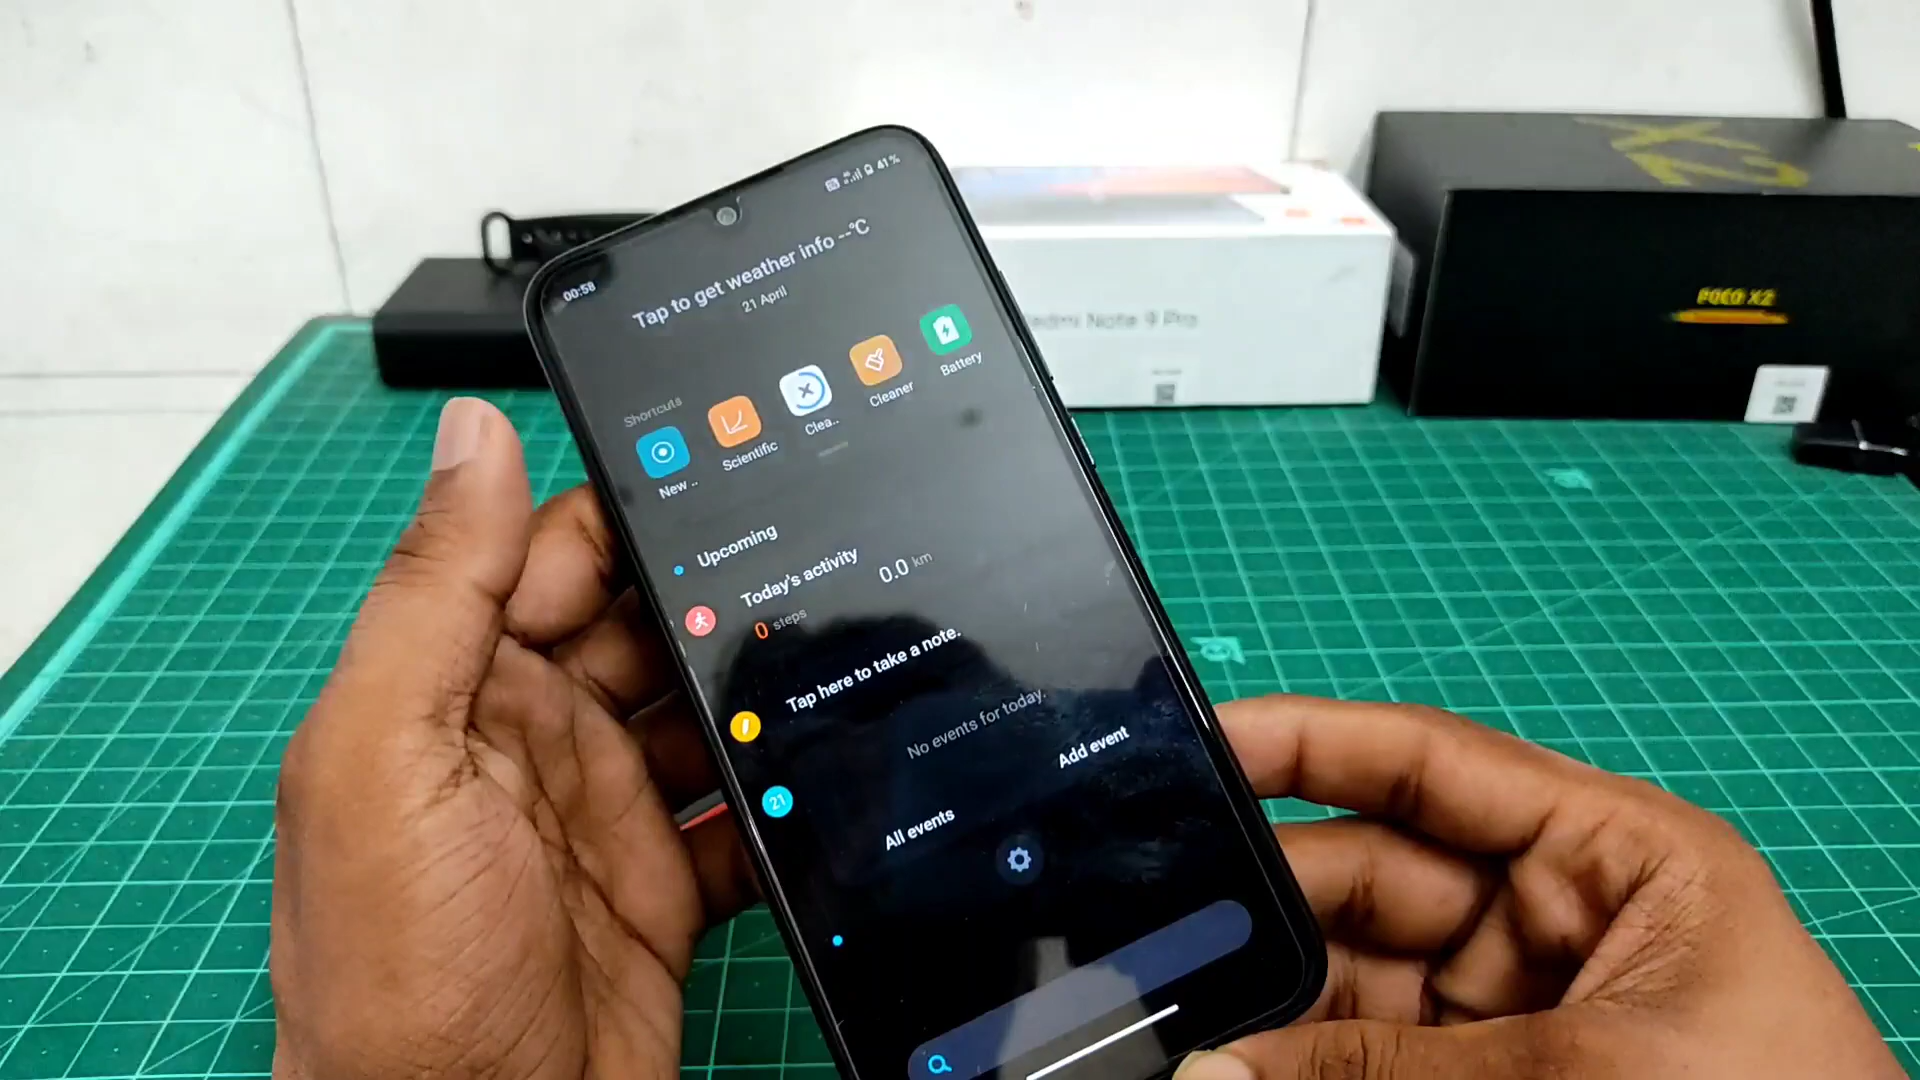 00:58
41%
Tap to get weather info --°C
21 April
Shortcuts
New ..
Scientific
Clea..
Cleaner
Battery
Upcoming
Today's activity
0 steps
0.0 km
Tap here to take a note.
No events for today.
Add event
21
All events
Redmi Note 9 Pro
X2
POCO X2